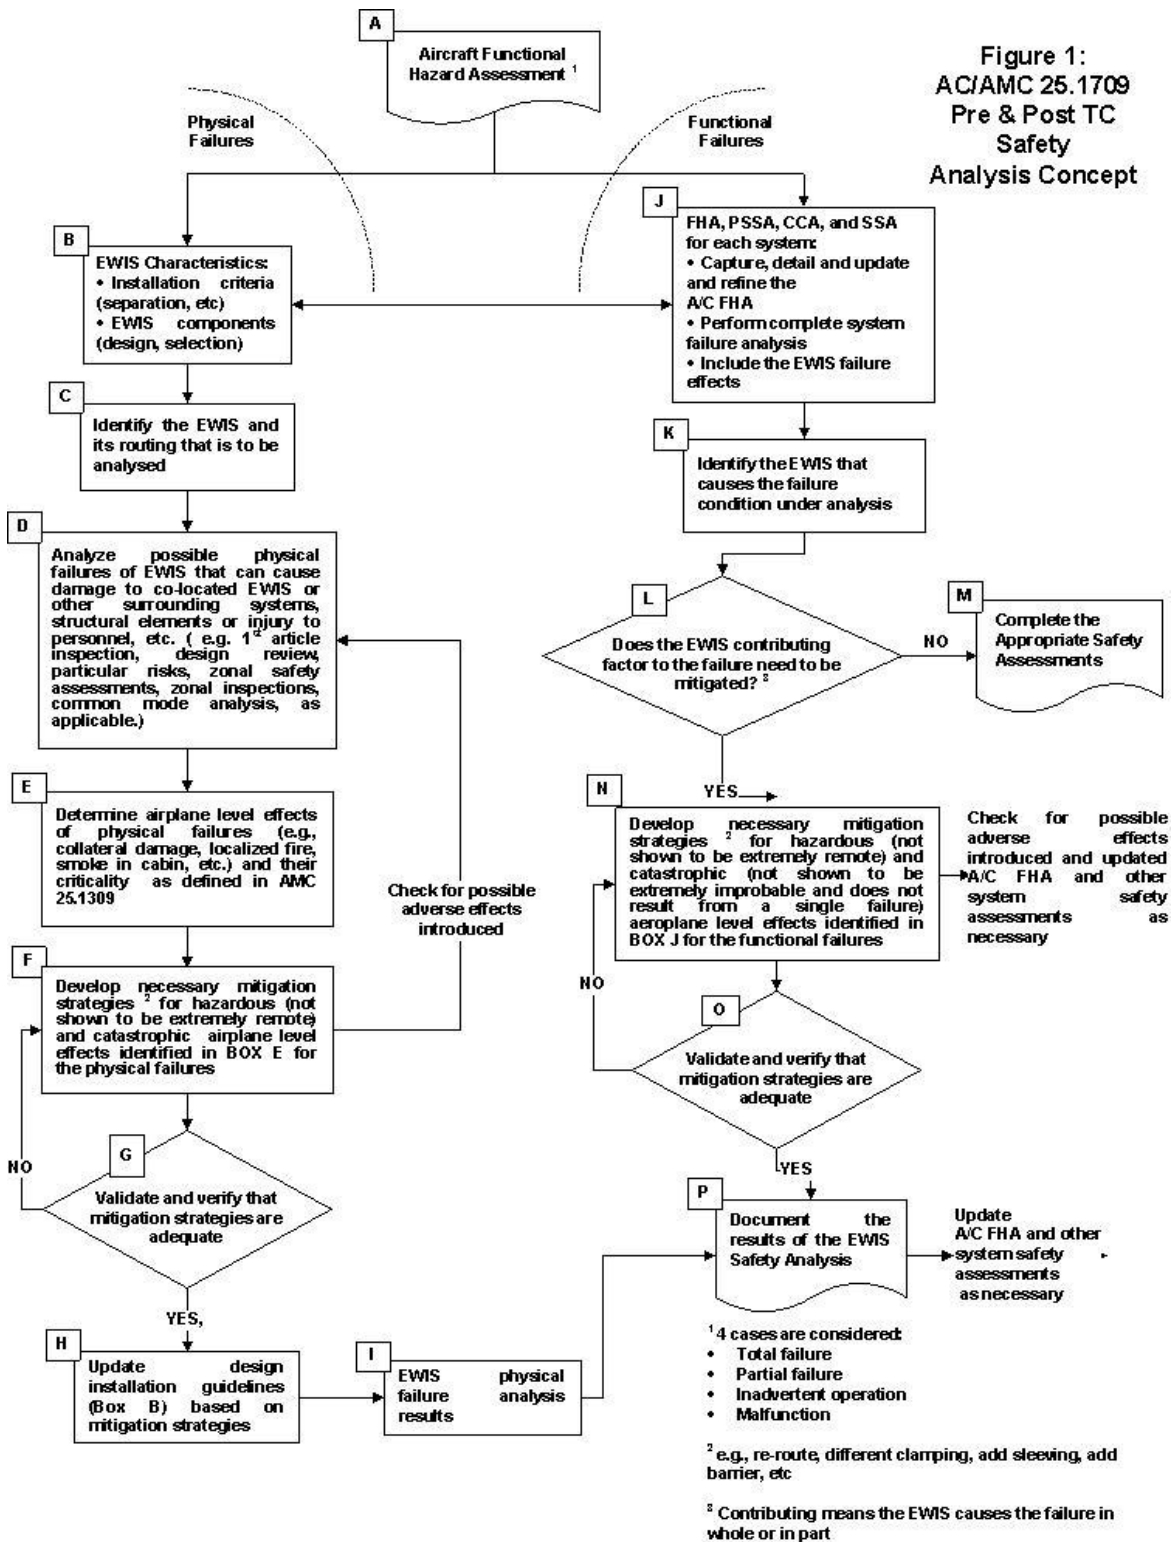 A
Aircraft Functional
Hazard Assessment 1
Figure 1:
AC/AMC 25.1709
Pre & Post TC
Safety
Analysis Concept
Physical
Failures
Functional
Failures
B
EWIS Characteristics:
• Installation criteria
(separation, etc)
• EWIS components
(design, selection)
J
FHA, PSSA, CCA, and SSA
for each system:
• Capture, detail and update
and refine the
A/C FHA
• Perform complete system
failure analysis
• Include the EWIS failure
effects
C
Identify the EWIS and
its routing that is to be
analysed
K
Identify the EWIS that
causes the failure
condition under analysis
D
Analyze possible physical
failures of EWIS that can cause
damage to co-located EWIS or
other surrounding systems,
structural elements or injury to
personnel, etc. ( e.g. 1st article
inspection, design review,
particular risks, zonal safety
assessments, zonal inspections,
common mode analysis, as
applicable.)
L
Does the EWIS contributing
factor to the failure need to be
mitigated? 3
NO
M
Complete the
Appropriate Safety
Assessments
YES
E
Determine airplane level effects
of physical failures (e.g.,
collateral damage, localized fire,
smoke in cabin, etc.) and their
criticality as defined in AMC
25.1309
Check for possible
adverse effects
introduced
N
Develop necessary mitigation
strategies 2 for hazardous (not
shown to be extremely remote) and
catastrophic (not shown to be
extremely improbable and does not
result from a single failure)
aeroplane level effects identified in
BOX J for the functional failures
Check for possible
adverse effects
introduced and updated
A/C FHA and other
system safety
assessments as
necessary
F
Develop necessary mitigation
strategies 2 for hazardous (not
shown to be extremely remote)
and catastrophic airplane level
effects identified in BOX E for
the physical failures
NO
O
Validate and verify that
mitigation strategies are
adequate
YES
G
NO
Validate and verify that
mitigation strategies are
adequate
YES,
P
Document the
results of the EWIS
Safety Analysis
Update
A/C FHA and other
system safety
assessments
as necessary
H
Update design
installation guidelines
(Box B) based on
mitigation strategies
I
EWIS physical
failure analysis
results
1 4 cases are considered:
• Total failure
• Partial failure
• Inadvertent operation
• Malfunction
2 e.g., re-route, different clamping, add sleeving, add
barrier, etc
3 Contributing means the EWIS causes the failure in
whole or in part